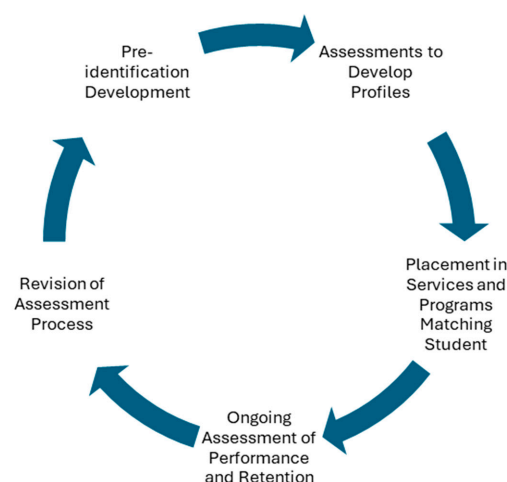 Pre-
identification
Development
Assessments to
Develop
Profiles
Placement in
Services and
Programs
Matching
Student
Ongoing
Assessment of
Performance
and Retention
Revision of
Assessment
Process